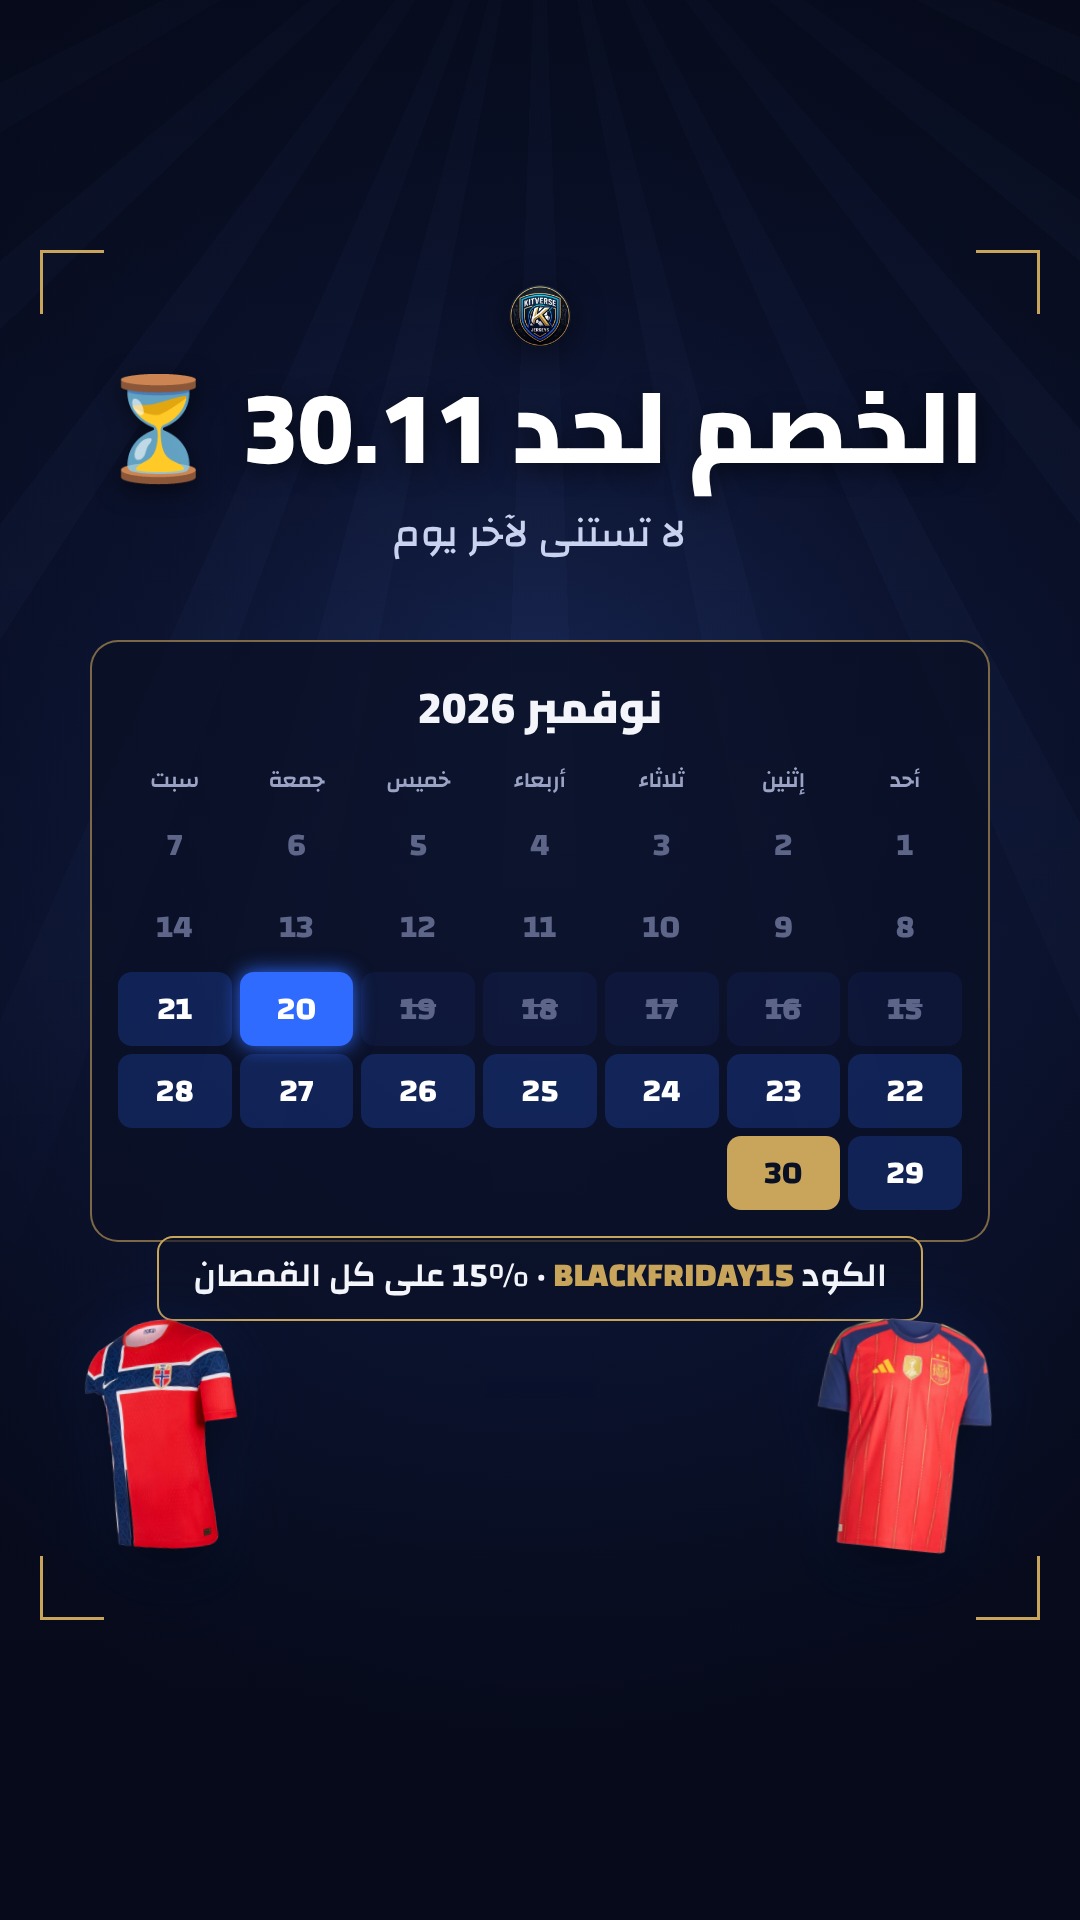 KITVERSE
JERSEYS
الخصم لحد 30.11 ⏳
لا تستنى لآخر يوم
نوفمبر 2026
أحد إثنين ثلاثاء أربعاء خميس جمعة سبت
1 2 3 4 5 6 7
8 9 10 11 12 13 14
15 16 17 18 19 20 21
22 23 24 25 26 27 28
29 30
الكود BLACKFRIDAY15 · 15% على كل القمصان